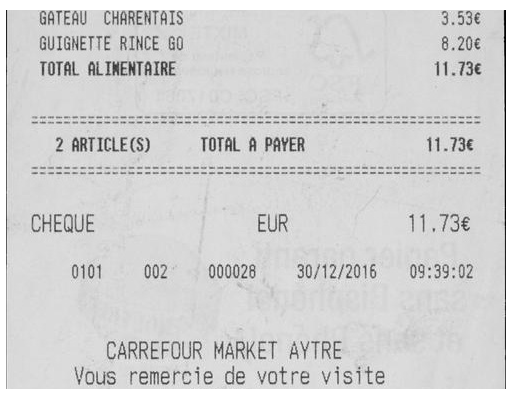 GATEAU CHARENTAIS 3.53€
GUIGNETTE RINCE GO 8.20€
TOTAL ALIMENTAIRE 11.73€
================================================
2 ARTICLE(S) TOTAL A PAYER 11.73€
================================================
CHEQUE EUR 11.73€
0101 002 000028 30/12/2016 09:39:02
CARREFOUR MARKET AYTRE
Vous remercie de votre visite